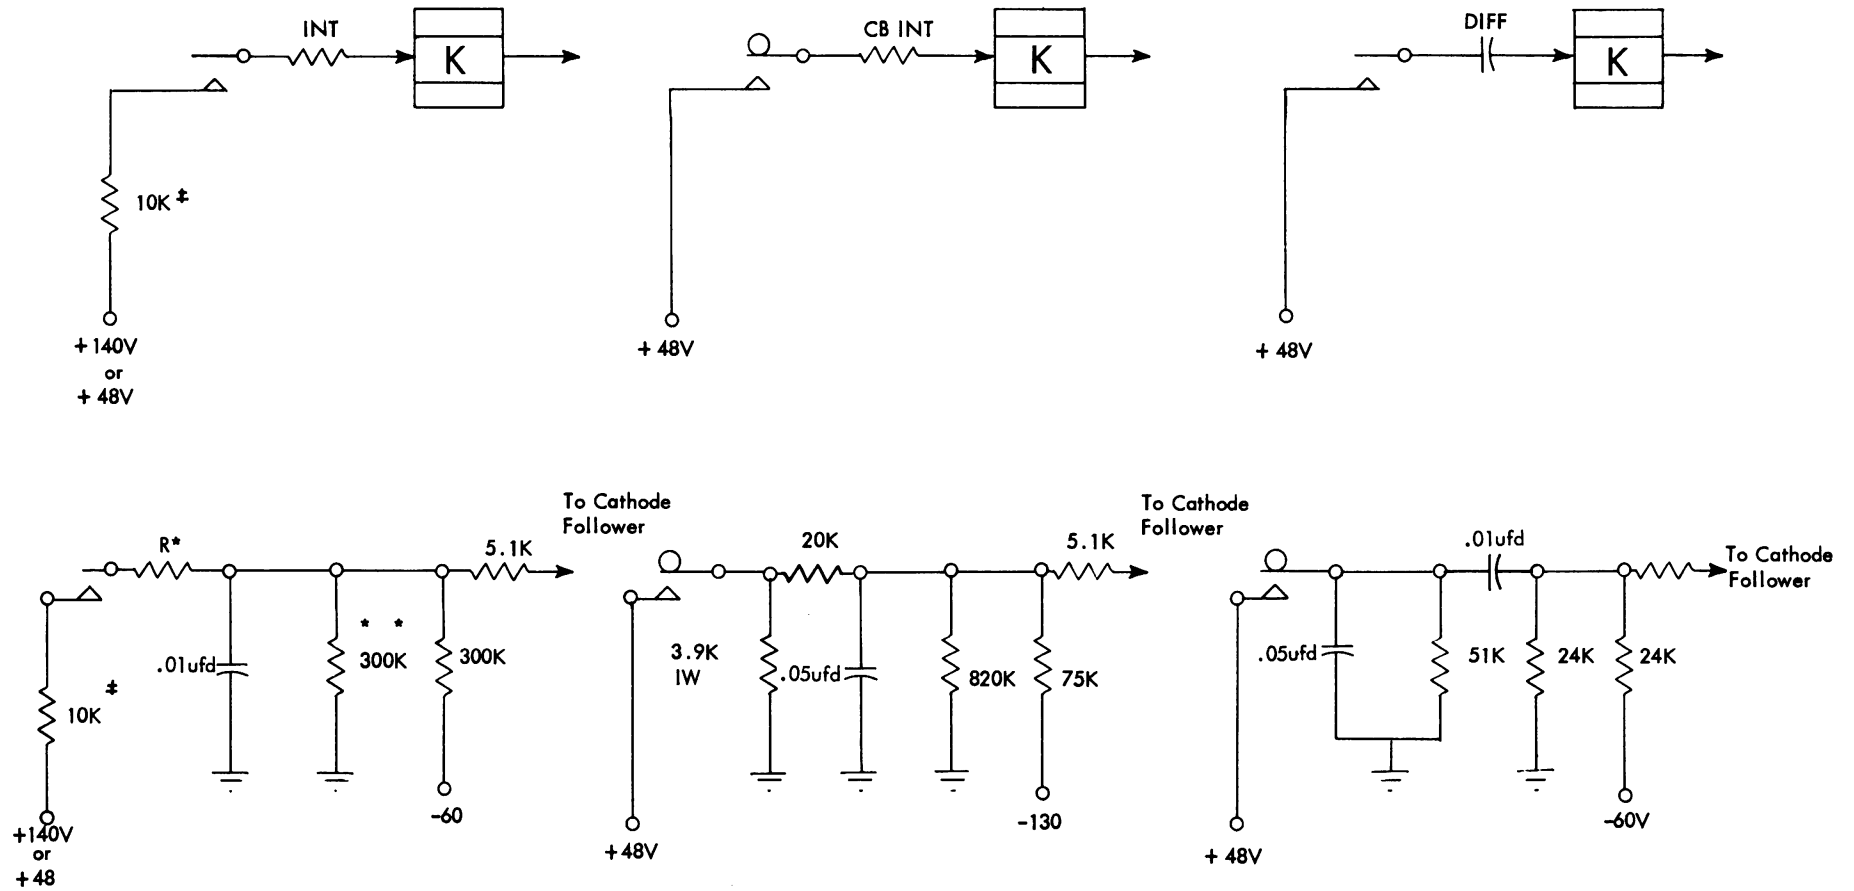 INT
K
10K ‡
+140V
or
+ 48V
CB INT
K
+ 48V
DIFF
K
+ 48V
To Cathode
Follower
R*
5.1K
.01ufd
* *
300K
300K
‡
10K
-60
+140V
or
+48
To Cathode
Follower
20K
5.1K
3.9K
IW
.05ufd
820K
75K
-130
+48V
.01ufd
To Cathode
Follower
.05ufd
51K
24K
24K
-60V
+ 48V